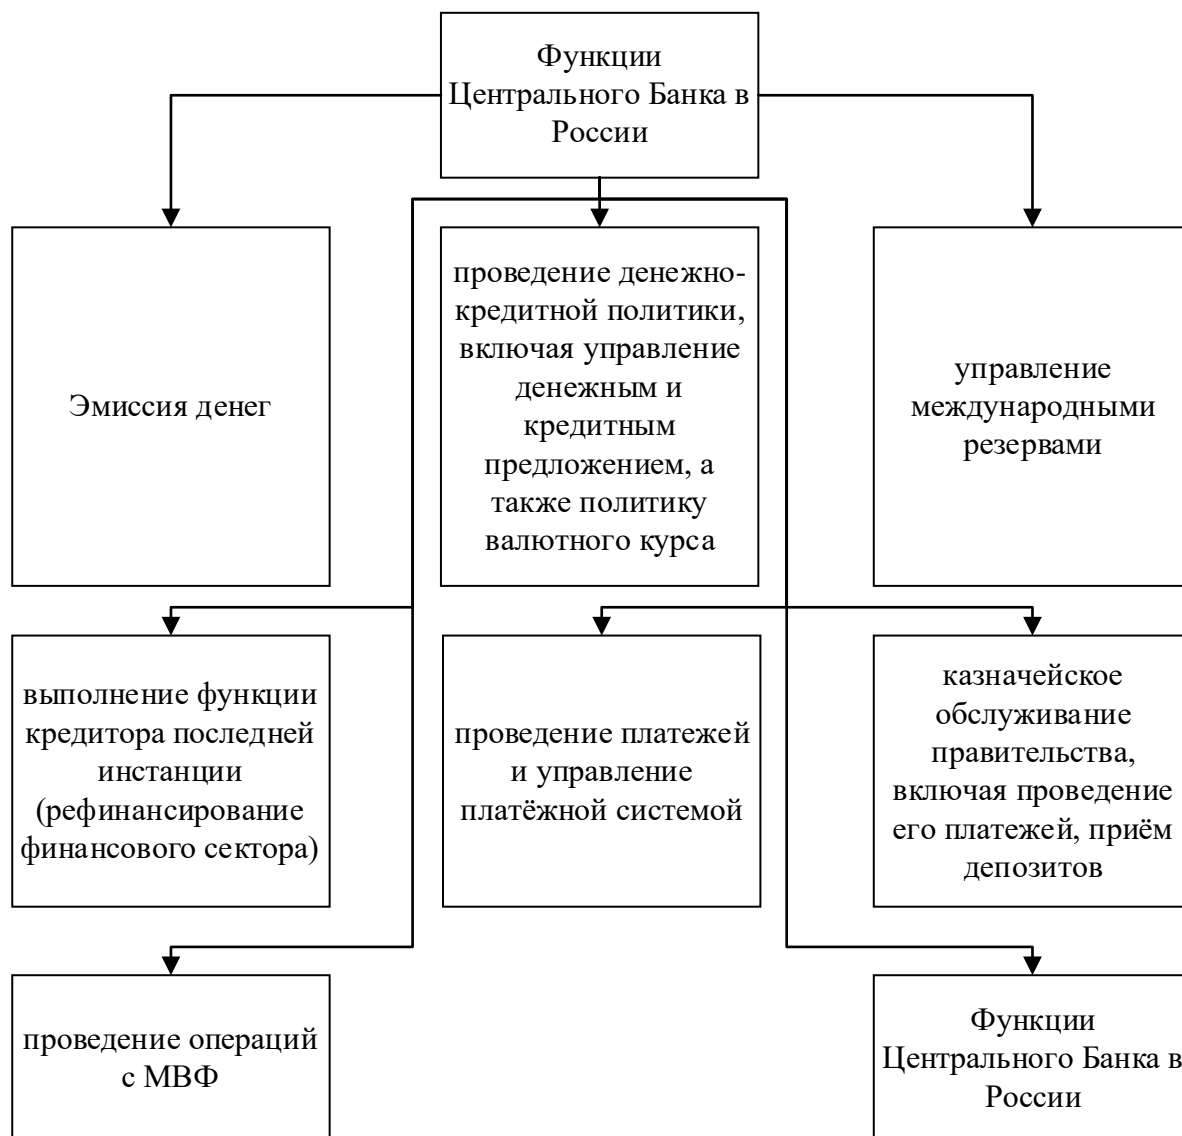 Функции
Центрального Банка в
России
Эмиссия денег
проведение денежно-
кредитной политики,
включая управление
денежным и
кредитным
предложением, а
также политику
валютного курса
управление
международными
резервами
выполнение функции
кредитора последней
инстанции
(рефинансирование
финансового сектора)
проведение платежей
и управление
платёжной системой
казначейское
обслуживание
правительства,
включая проведение
его платежей, приём
депозитов
проведение операций
с МВФ
Функции
Центрального Банка в
России